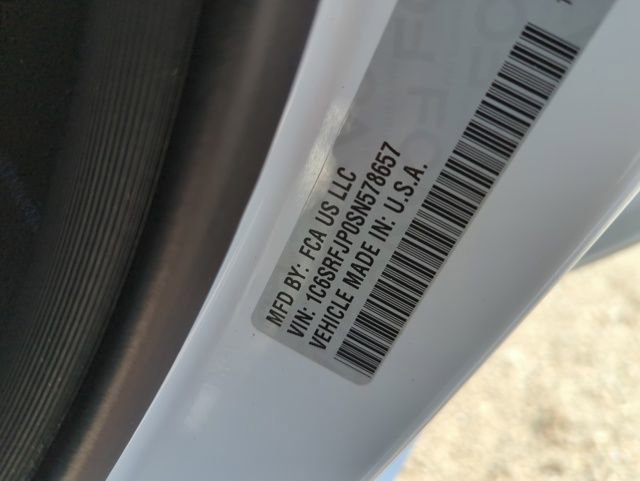 MFD BY: FCA US LLC
VIN: 1C6SRFJP0SN578657
VEHICLE MADE IN: U.S.A.